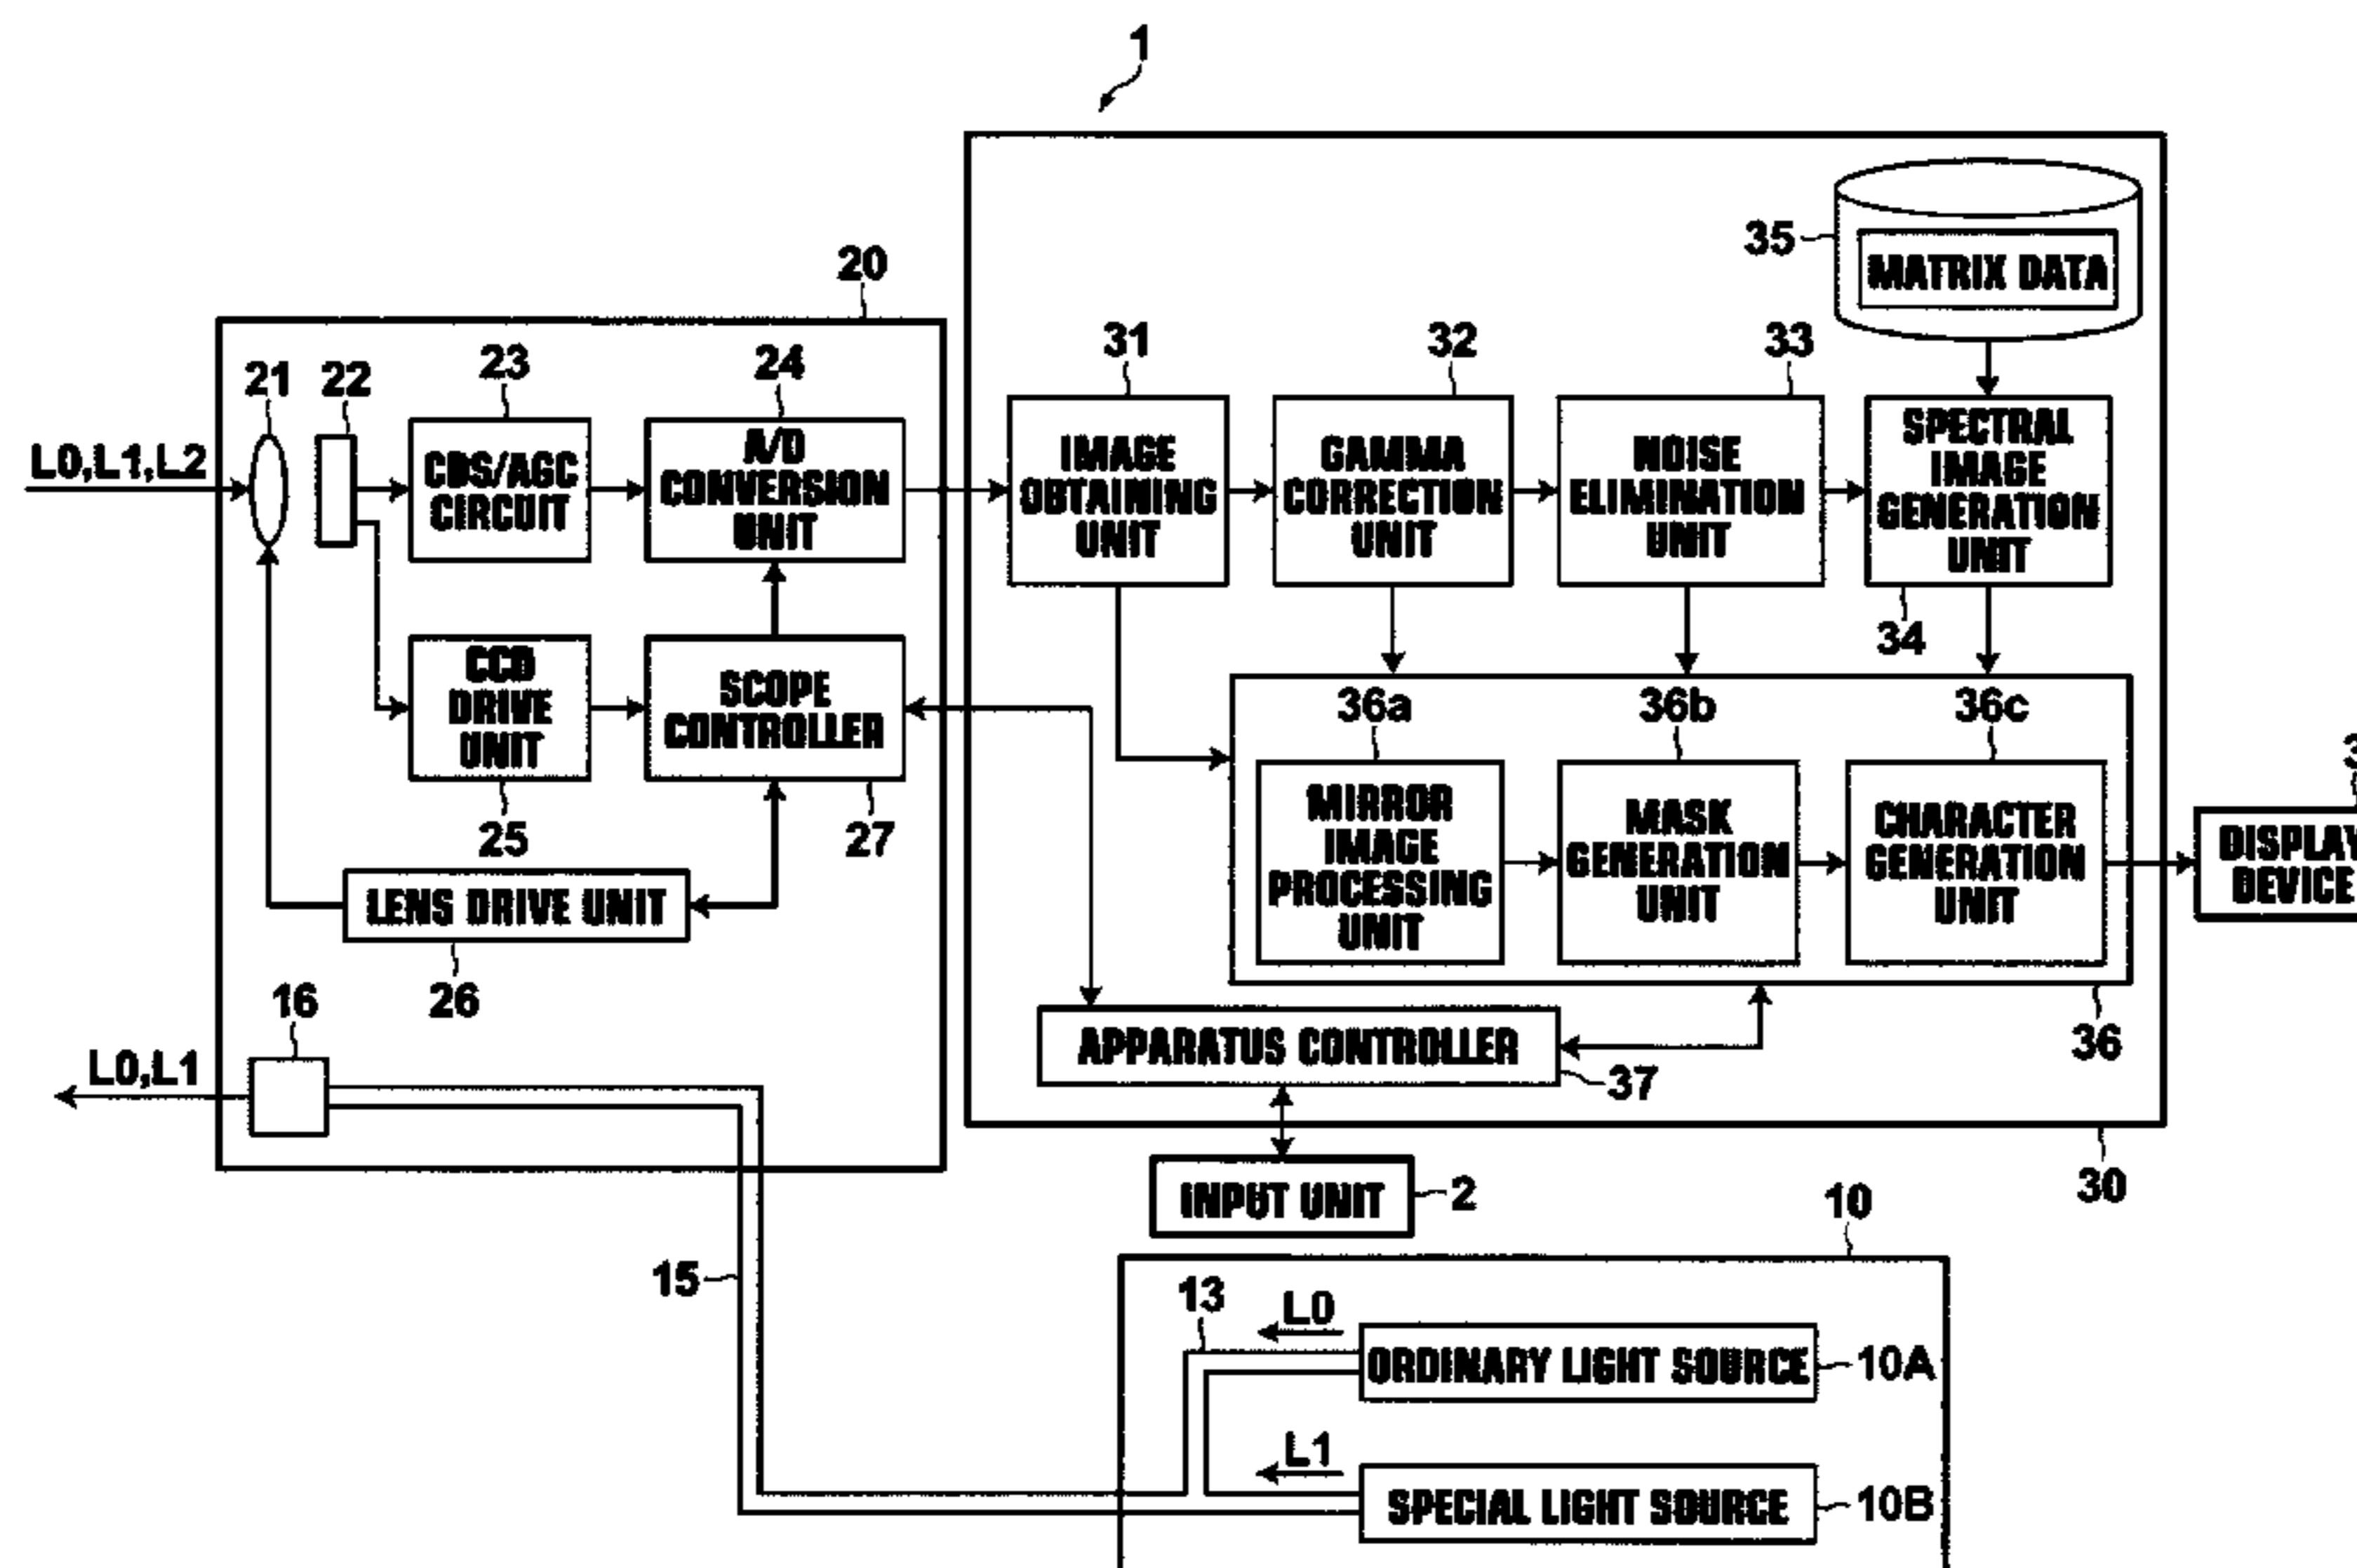 1
20
35
MATRIX DATA
21
22
23
24
31
32
33
L0,L1,L2
CDS/AGC
CIRCUIT
A/D
CONVERSION
UNIT
IMAGE
OBTAINING
UNIT
GAMMA
CORRECTION
UNIT
NOISE
ELIMINATION
UNIT
SPECTRAL
IMAGE
GENERATION
UNIT
34
CCD
DRIVE
UNIT
25
SCOPE
CONTROLLER
27
36a
36b
36c
MIRROR
IMAGE
PROCESSING
UNIT
MASK
GENERATION
UNIT
CHARACTER
GENERATION
UNIT
3
DISPLAY
DEVICE
LENS DRIVE UNIT
26
16
L0,L1
APPARATUS CONTROLLER
37
36
30
INPUT UNIT
2
10
15
13
L0
ORDINARY LIGHT SOURCE
10A
L1
SPECIAL LIGHT SOURCE
10B